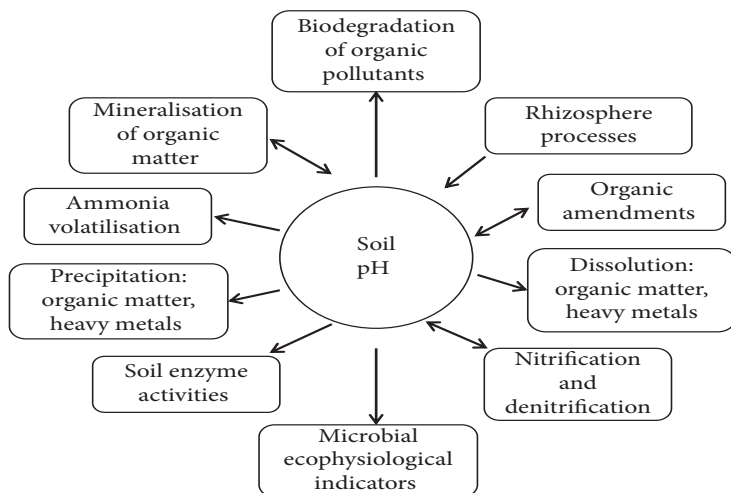 Biodegradation
of organic
pollutants
Mineralisation
of organic
matter
Rhizosphere
processes
Ammonia
volatilisation
Organic
amendments
Soil
pH
Precipitation:
organic matter,
heavy metals
Dissolution:
organic matter,
heavy metals
Soil enzyme
activities
Nitrification
and
denitrification
Microbial
ecophysiological
indicators